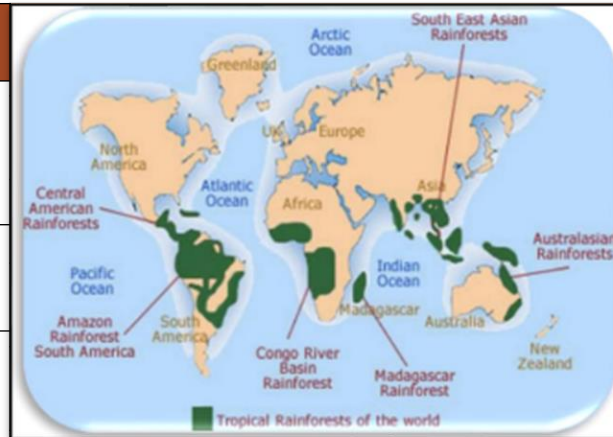 South East Asian
Rainforests
Arctic
Ocean
Greenland
UK
Europe
North
America
Asia
Atlantic
Ocean
Africa
Central
American
Rainforests
Australasian
Rainforests
Pacific
Ocean
Indian
Ocean
Madagascar
Australia
Amazon
Rainforest
South America
South
America
Congo River
Basin
Rainforest
Madagascar
Rainforest
New
Zealand
Tropical Rainforests of the world